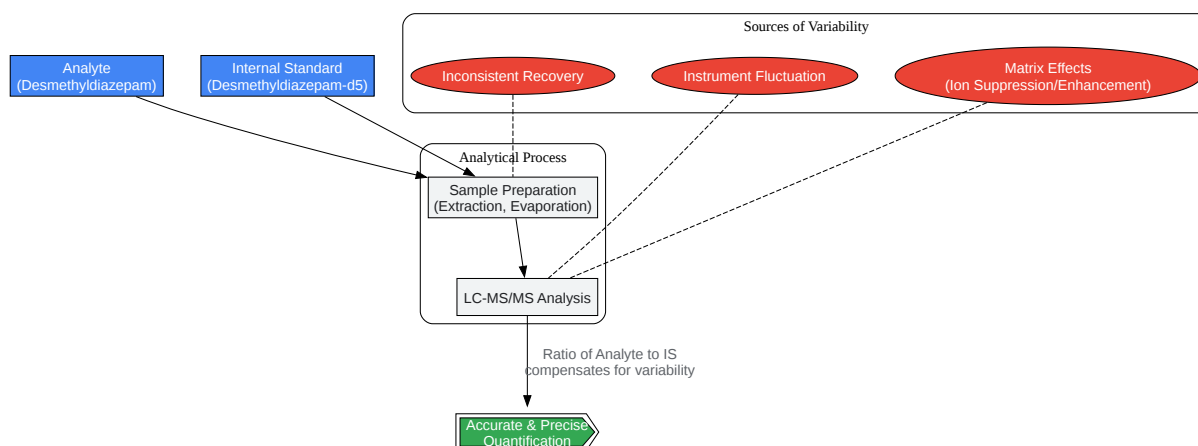 Sources of Variability
Analyte
(Desmethyldiazepam)
Internal Standard
(Desmethyldiazepam-d5)
Inconsistent Recovery
Instrument Fluctuation
Matrix Effects
(Ion Suppression/Enhancement)
Analytical Process
Sample Preparation
(Extraction, Evaporation)
LC-MS/MS Analysis
Ratio of Analyte to IS
compensates for variability
Accurate & Precise
Quantification